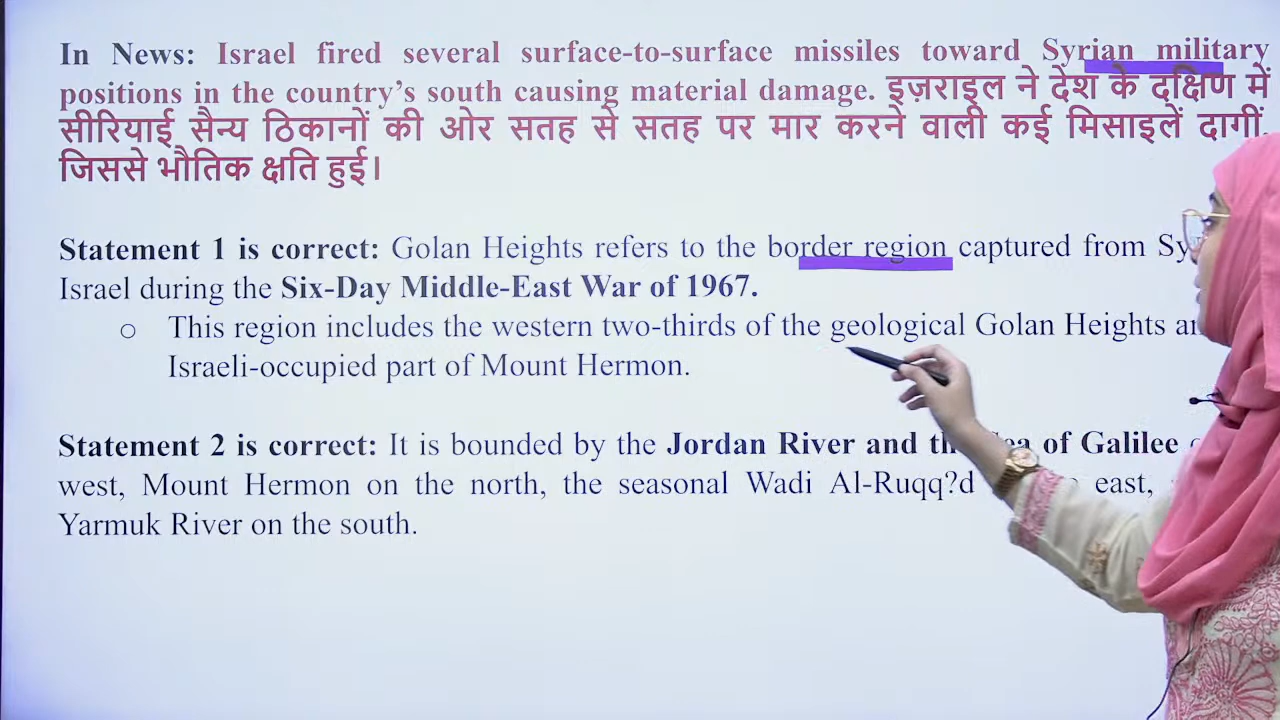 In News: Israel fired several surface-to-surface missiles toward Syrian military
positions in the country's south causing material damage. इज़राइल ने देश के दक्षिण में
सीरियाई सैन्य ठिकानों की ओर सतह से सतह पर मार करने वाली कई मिसाइलें दागीं,
जिससे भौतिक क्षति हुई।
Statement 1 is correct: Golan Heights refers to the border region captured from
Israel during the Six-Day Middle-East War of 1967.
○ This region includes the western two-thirds of the geological Golan Heights
Israeli-occupied part of Mount Hermon.
Statement 2 is correct: It is bounded by the Jordan River and Sea of Galilee
west, Mount Hermon on the north, the seasonal Wadi Al-Ruqq?d east,
Yarmuk River on the south.